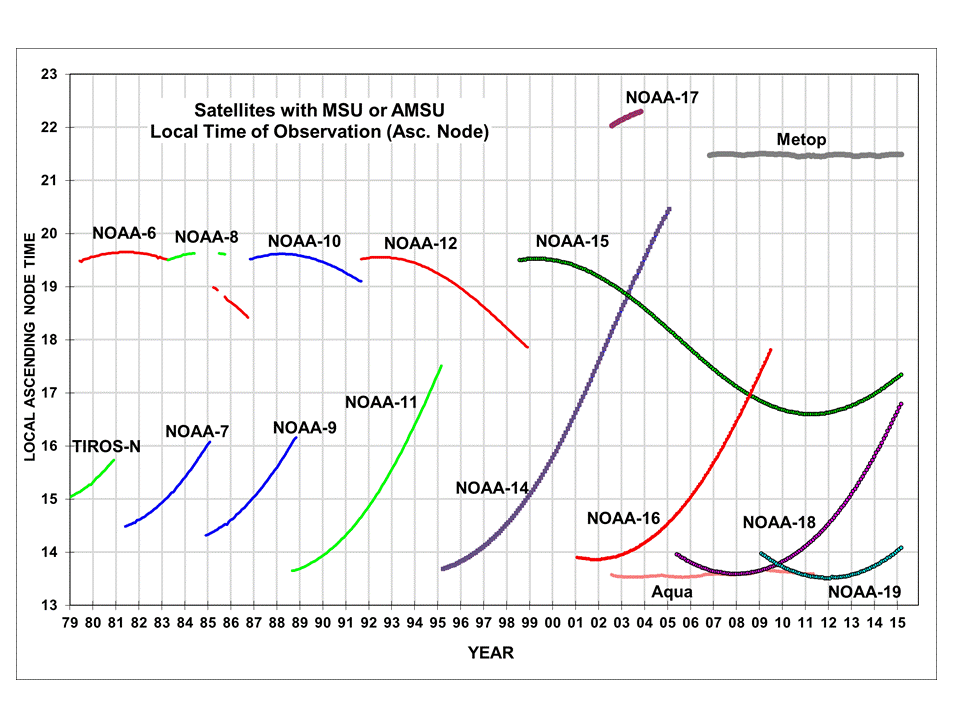 23
Satellites with MSU or AMSU
Local Time of Observation (Asc. Node)
NOAA-17
22
Metop
21
20
NOAA-6
NOAA-8
NOAA-10
NOAA-12
NOAA-15
19
18
17
NOAA-11
16
TIROS-N
NOAA-7
NOAA-9
15
NOAA-14
NOAA-16
NOAA-18
14
Aqua
NOAA-19
13
LOCAL ASCENDING NODE TIME
79 80 81 82 83 84 85 86 87 88 89 90 91 92 93 94 95 96 97 98 99 00 01 02 03 04 05 06 07 08 09 10 11 12 13 14 15
YEAR